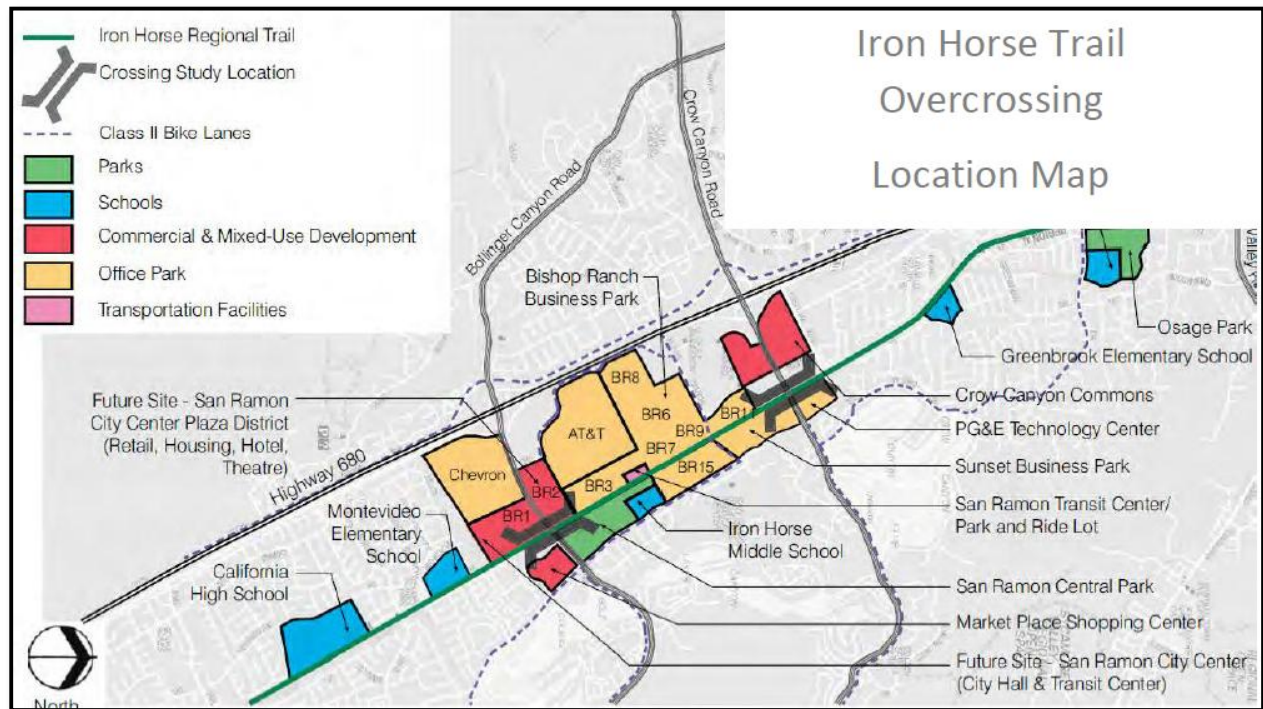 Iron Horse Regional Trail
Crossing Study Location
Class II Bike Lanes
Parks
Schools
Commercial & Mixed-Use Development
Office Park
Transportation Facilities
Iron Horse Trail
Overcrossing
Location Map
Bollinger Canyon Road
Crow Canyon Road
Highway 680
Bishop Ranch
Business Park
Future Site - San Ramon
City Center Plaza District
(Retail, Housing, Hotel,
Theatre)
Montevideo
Elementary
School
California
High School
Chevron
AT&T
BR8
BR6
BR9
BR7
BR15
BR11
BR3
BR2
BR1
Iron Horse
Middle School
Osage Park
Greenbrook Elementary School
Crow Canyon Commons
PG&E Technology Center
Sunset Business Park
San Ramon Transit Center/
Park and Ride Lot
San Ramon Central Park
Market Place Shopping Center
Future Site - San Ramon City Center
(City Hall & Transit Center)
North